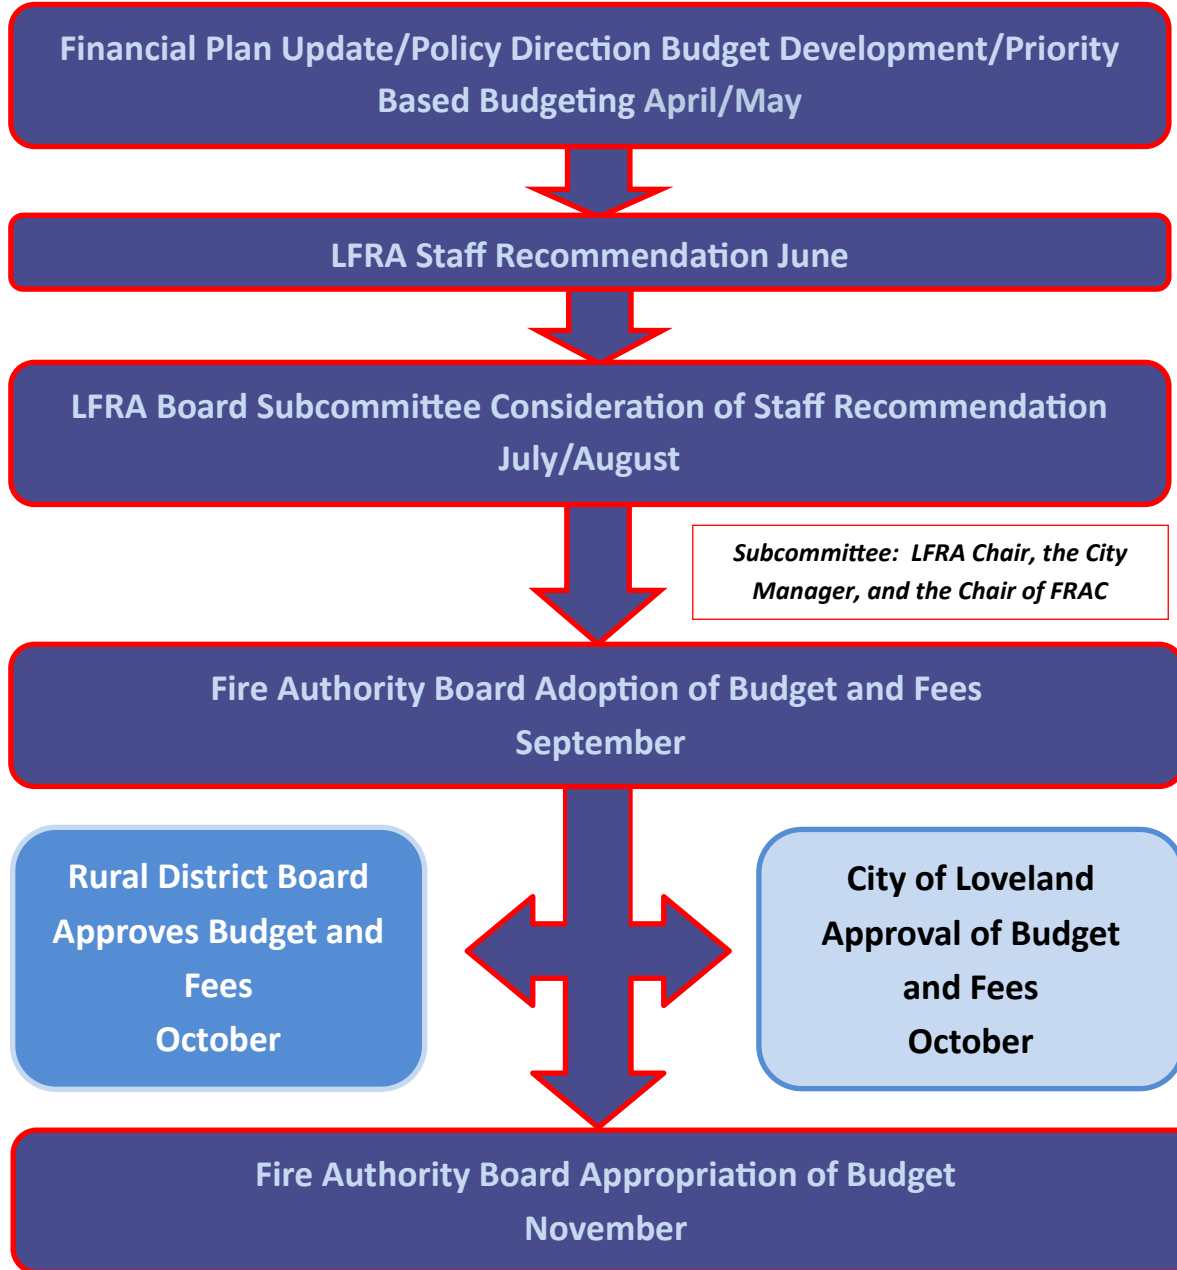 Financial Plan Update/Policy Direction Budget Development/Priority
Based Budgeting April/May
LFRA Staff Recommendation June
LFRA Board Subcommittee Consideration of Staff Recommendation
July/August
Subcommittee: LFRA Chair, the City
Manager, and the Chair of FRAC
Fire Authority Board Adoption of Budget and Fees
September
Rural District Board
Approves Budget and
Fees
October
City of Loveland
Approval of Budget
and Fees
October
Fire Authority Board Appropriation of Budget
November